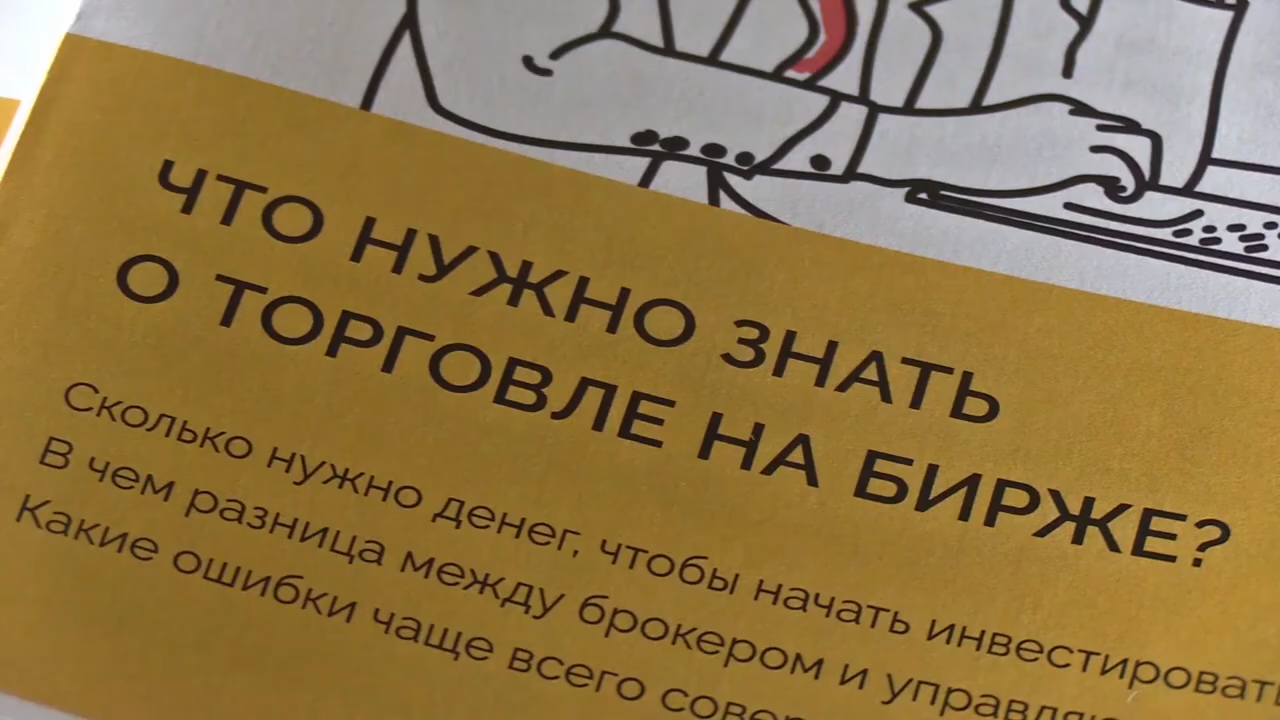 ЧТО НУЖНО ЗНАТЬ
О ТОРГОВЛЕ НА БИРЖЕ?
Сколько нужно денег, чтобы начать инвестировать
В чем разница между брокером и
Какие ошибки чаще всего